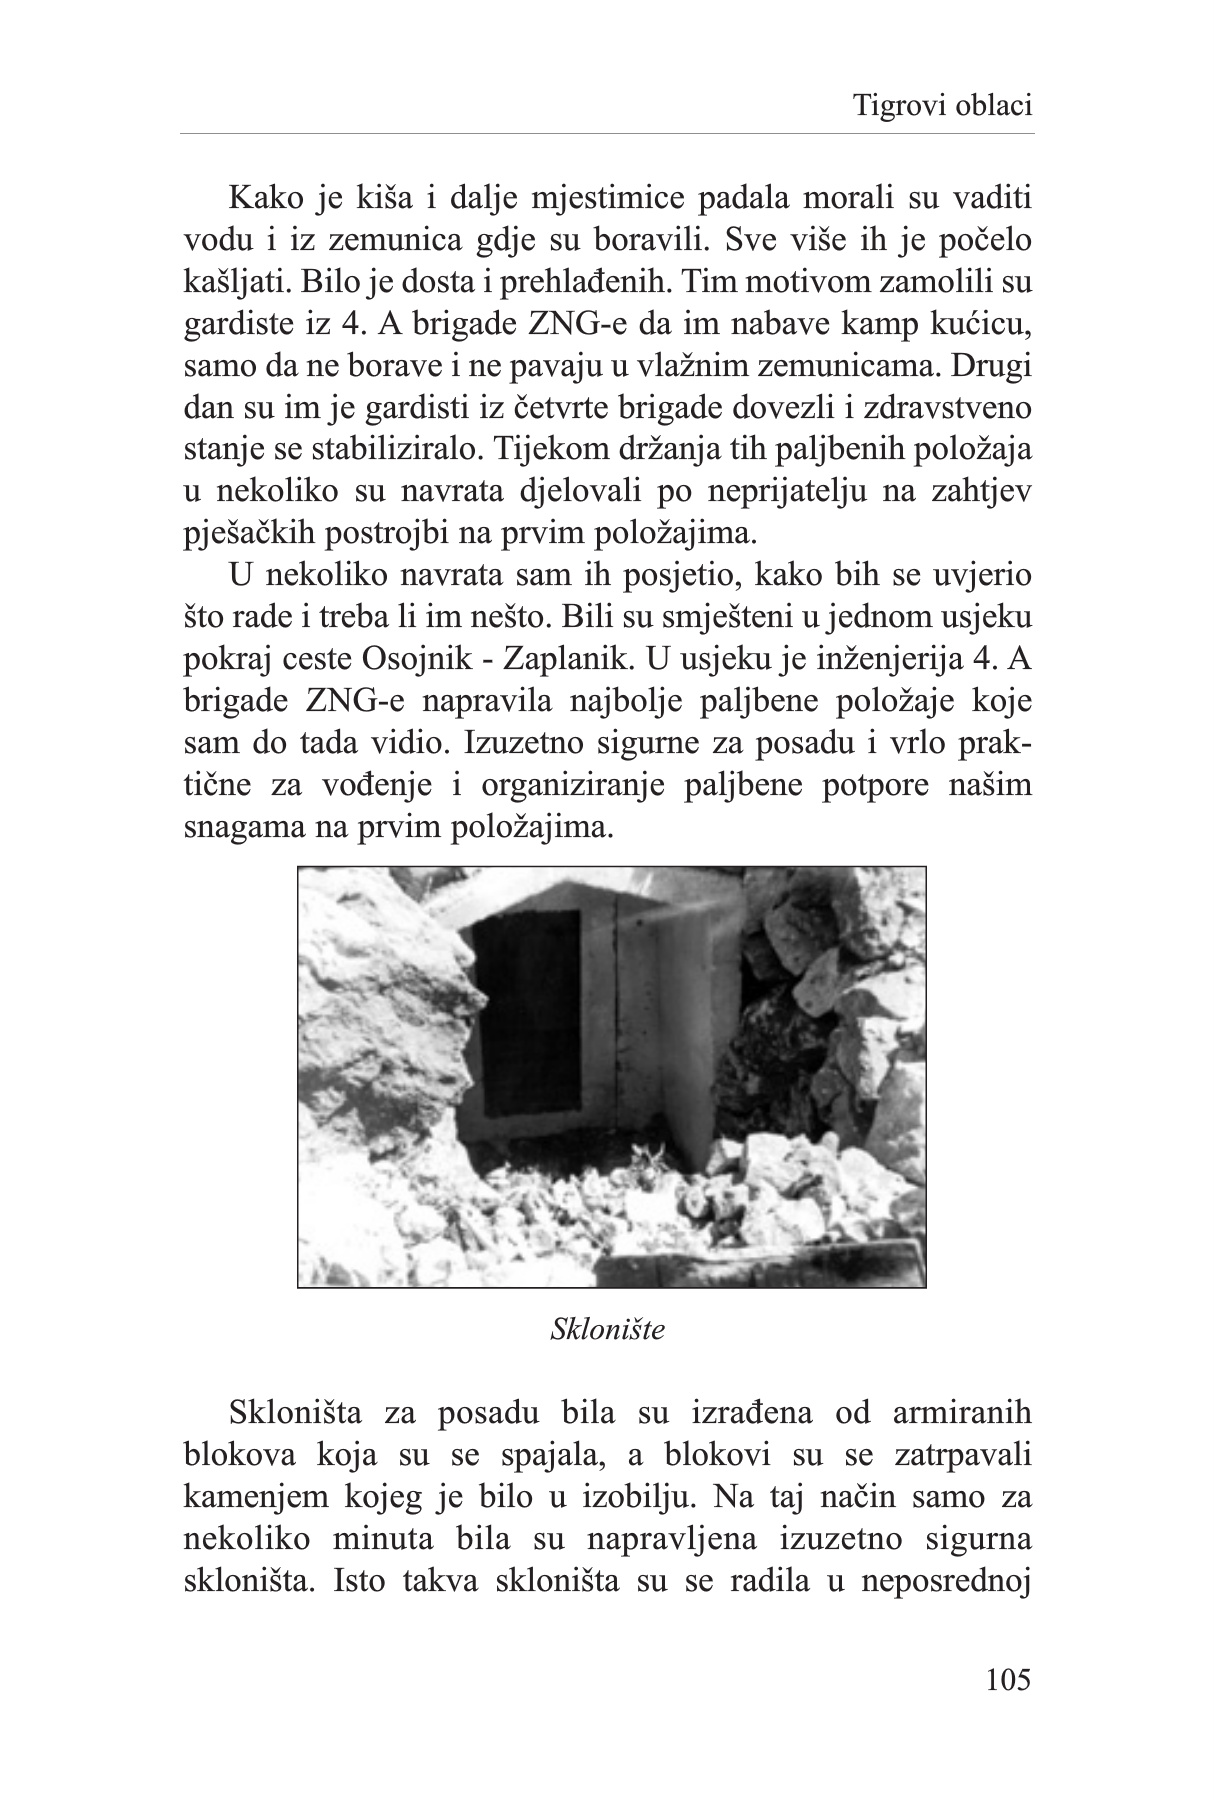 Tigrovi oblaci
Kako je kiša i dalje mjestimice padala morali su vaditi
vodu i iz zemunica gdje su boravili. Sve više ih je počelo
kašljati. Bilo je dosta i prehlađenih. Tim motivom zamolili su
gardiste iz 4. A brigade ZNG-e da im nabave kamp kućicu,
samo da ne borave i ne pavaju u vlažnim zemunicama. Drugi
dan su im je gardisti iz četvrte brigade dovezli i zdravstveno
stanje se stabiliziralo. Tijekom držanja tih paljbenih položaja
u nekoliko su navrata djelovali po neprijatelju na zahtjev
pješačkih postrojbi na prvim položajima.
U nekoliko navrata sam ih posjetio, kako bih se uvjerio
što rade i treba li im nešto. Bili su smješteni u jednom usjeku
pokraj ceste Osojnik - Zaplanik. U usjeku je inženjerija 4. A
brigade ZNG-e napravila najbolje paljbene položaje koje
sam do tada vidio. Izuzetno sigurne za posadu i vrlo prak-
tične za vođenje i organiziranje paljbene potpore našim
snagama na prvim položajima.
Sklonište
Skloništa za posadu bila su izrađena od armiranih
blokova koja su se spajala, a blokovi su se zatrpavali
kamenjem kojeg je bilo u izobilju. Na taj način samo za
nekoliko minuta bila su napravljena izuzetno sigurna
skloništa. Isto takva skloništa su se radila u neposrednoj
105